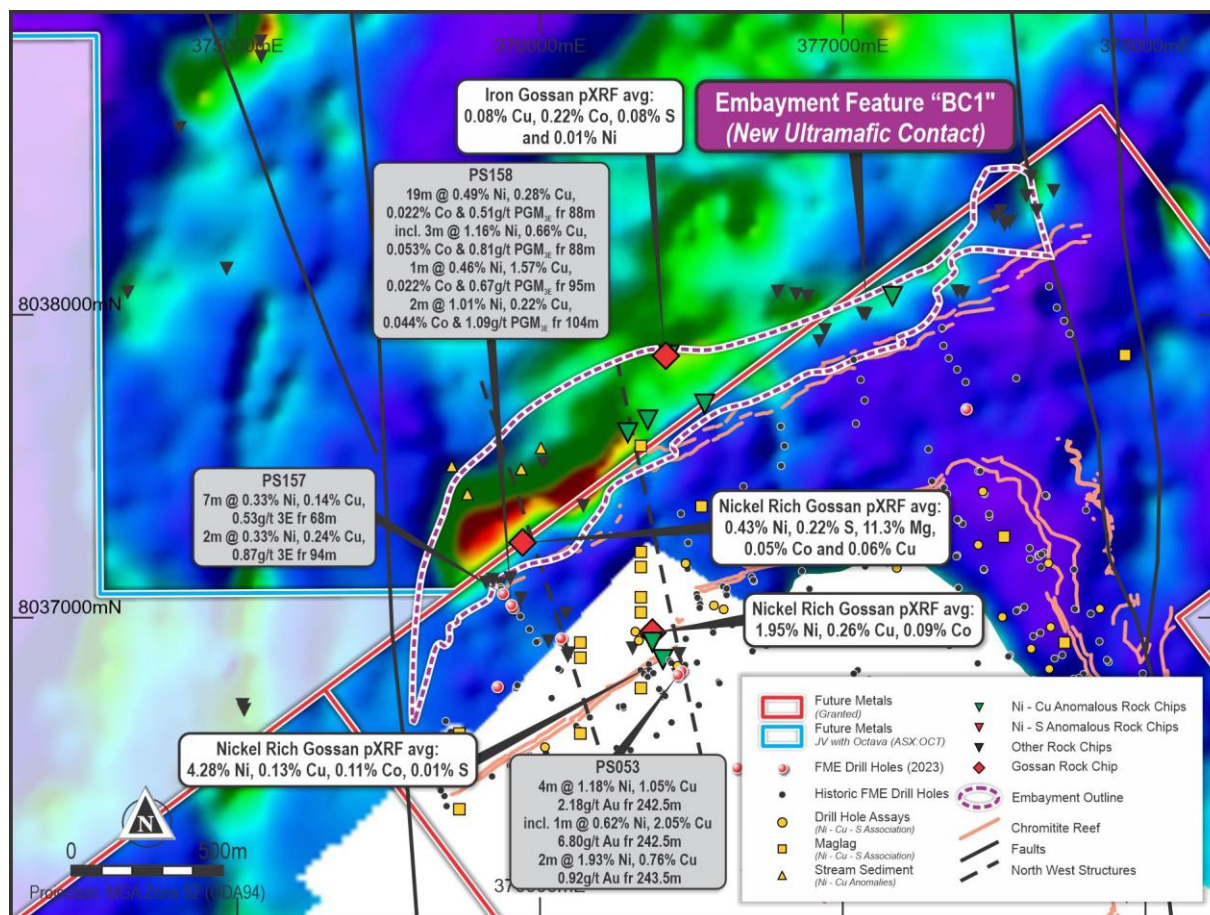 375000mE
376000mE
377000mE
378000mE
Iron Gossan pXRF avg:
0.08% Cu, 0.22% Co, 0.08% S
and 0.01% Ni
Embayment Feature “BC1"
(New Ultramafic Contact)
PS158
19m @ 0.49% Ni, 0.28% Cu,
0.022% Co & 0.51g/t PGM3E fr 88m
incl. 3m @ 1.16% Ni, 0.66% Cu,
0.053% Co & 0.81g/t PGM3E fr 88m
1m @ 0.46% Ni, 1.57% Cu,
0.022% Co & 0.67g/t PGM3E fr 95m
2m @ 1.01% Ni, 0.22% Cu,
0.044% Co & 1.09g/t PGM3E fr 104m
8038000mN
PS157
7m @ 0.33% Ni, 0.14% Cu,
0.53g/t 3E fr 68m
2m @ 0.33% Ni, 0.24% Cu,
0.87g/t 3E fr 94m
Nickel Rich Gossan pXRF avg:
0.43% Ni, 0.22% S, 11.3% Mg,
0.05% Co and 0.06% Cu
8037000mN
Nickel Rich Gossan pXRF avg:
1.95% Ni, 0.26% Cu, 0.09% Co
Nickel Rich Gossan pXRF avg:
4.28% Ni, 0.13% Cu, 0.11% Co, 0.01% S
PS053
4m @ 1.18% Ni, 1.05% Cu
2.18g/t Au fr 242.5m
incl. 1m @ 0.62% Ni, 2.05% Cu
6.80g/t Au fr 242.5m
2m @ 1.93% Ni, 0.76% Cu
0.92g/t Au fr 243.5m
N
0 500m
Projection: MGA Zone 52 (GDA94)
Future Metals
(Granted)
Future Metals
JV with Octava (ASX:OCT)
FME Drill Holes (2023)
Historic FME Drill Holes
Drill Hole Assays
(Ni - Cu - S Association)
Maglag
(Ni - Cu - S Association)
Stream Sediment
(Ni - Cu Anomalies)
Ni - Cu Anomalous Rock Chips
Ni - S Anomalous Rock Chips
Other Rock Chips
Gossan Rock Chip
Embayment Outline
Chromitite Reef
Faults
North West Structures